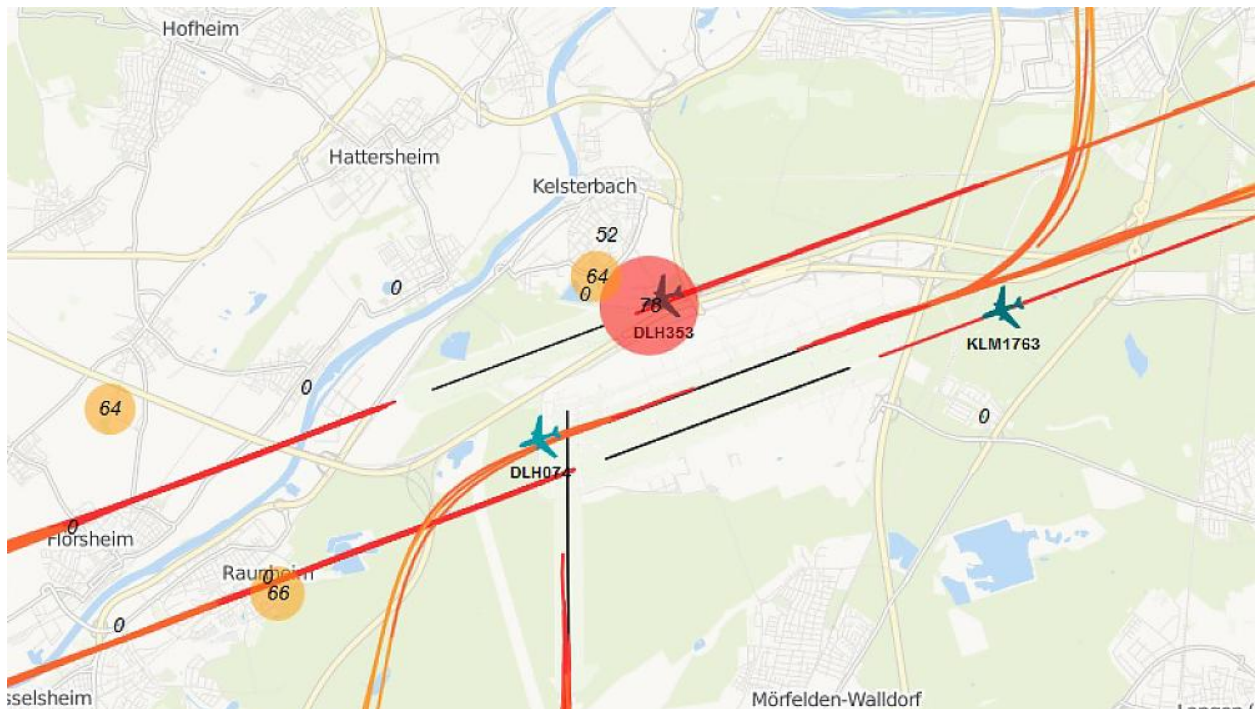 Hofheim
Hattersheim
Kelsterbach
52
64
0
0
78
DLH353
KLM1763
0
64
0
DLH074
0
Flörsheim
Raunheim
0
66
0
sselsheim
Mörfelden-Walldorf